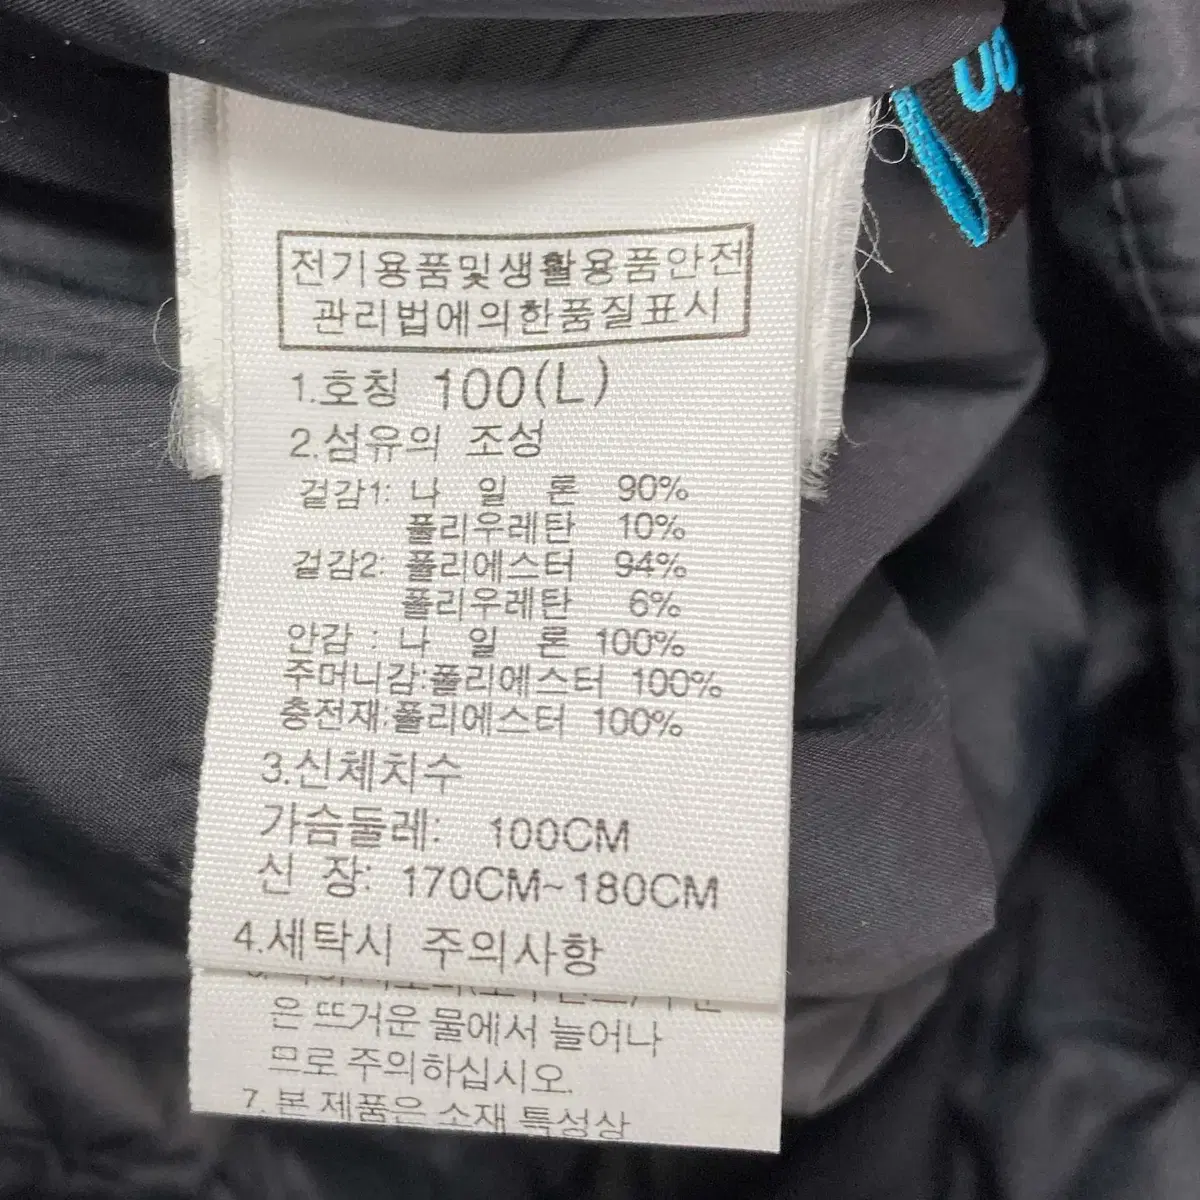 전기용품및생활용품안전
관리법에의한품질표시
1.호칭 100(L)
2.섬유의 조성
겉감1: 나 일 론 90%
폴리우레탄 10%
겉감2: 폴리에스터 94%
폴리우레탄 6%
안감 : 나 일 론 100%
주머니감:폴리에스터 100%
충전재:폴리에스터 100%
3.신체치수
가슴둘레: 100CM
신 장: 170CM~180CM
4.세탁시 주의사항
은 뜨거운 물에서 늘어나
므로 주의하십시오.
7. 본 제품은 소재 특성상